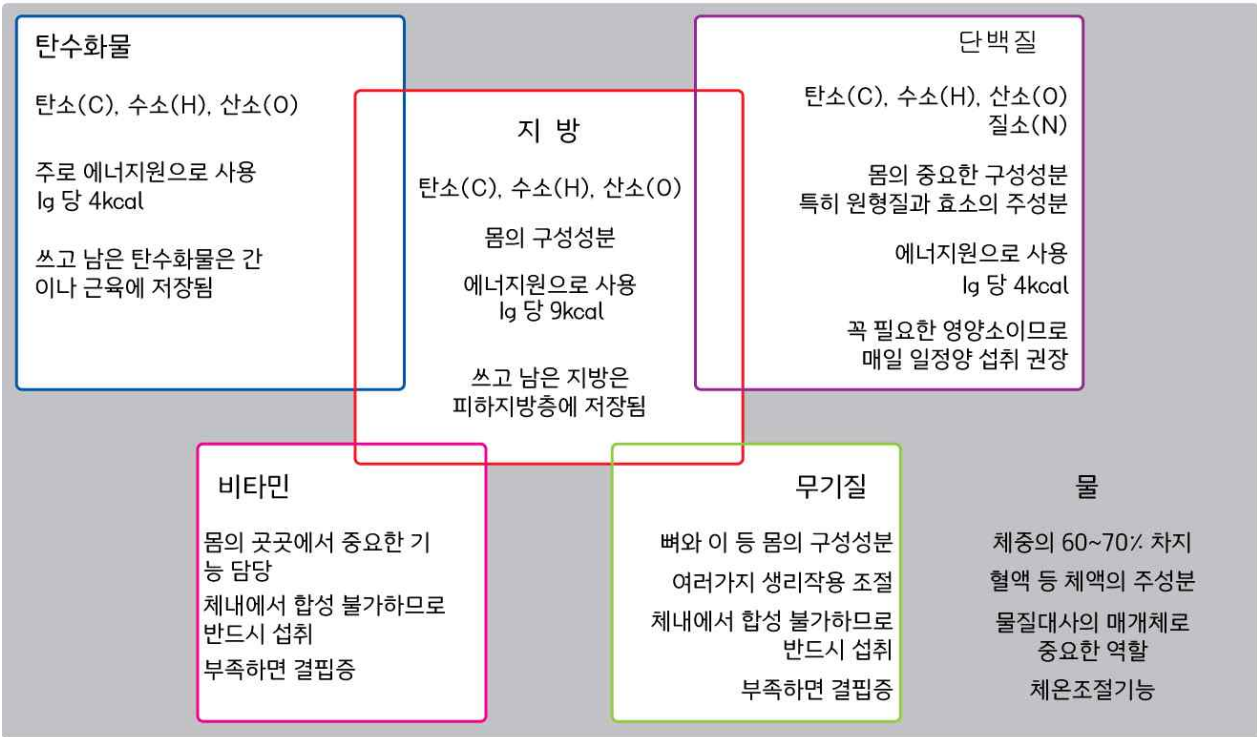 탄수화물
탄소(C), 수소(H), 산소(O)
주로 에너지원으로 사용
1g 당 4kcal
쓰고 남은 탄수화물은 간
이나 근육에 저장됨
지 방
탄소(C), 수소(H), 산소(O)
몸의 구성성분
에너지원으로 사용
1g 당 9kcal
쓰고 남은 지방은
피하지방층에 저장됨
단백질
탄소(C), 수소(H), 산소(O)
질소(N)
몸의 중요한 구성성분
특히 원형질과 효소의 주성분
에너지원으로 사용
1g 당 4kcal
꼭 필요한 영양소이므로
매일 일정양 섭취 권장
비타민
몸의 곳곳에서 중요한 기
능 담당
체내에서 합성 불가하므로
반드시 섭취
부족하면 결핍증
무기질
뼈와 이 등 몸의 구성성분
여러가지 생리작용 조절
체내에서 합성 불가하므로
반드시 섭취
부족하면 결핍증
물
체중의 60~70% 차지
혈액 등 체액의 주성분
물질대사의 매개체로
중요한 역할
체온조절기능